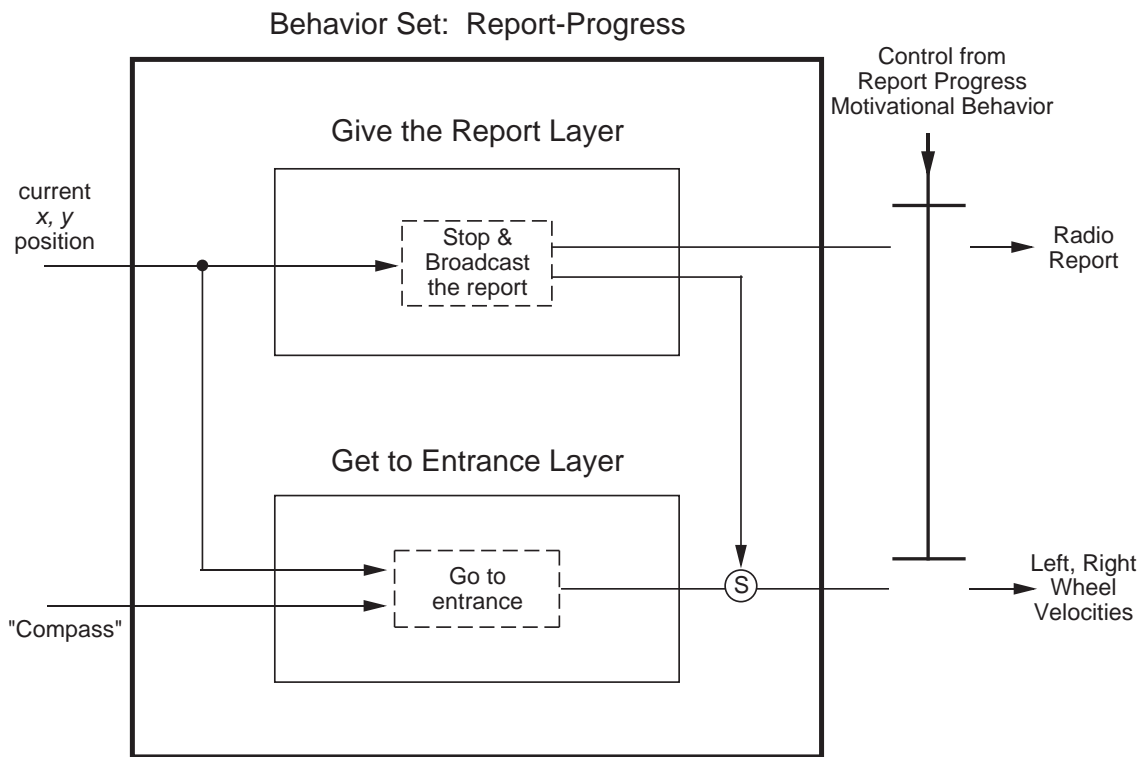 Behavior Set: Report-Progress
Control from
Report Progress
Motivational Behavior
Give the Report Layer
current
x, y
position
Stop &
Broadcast
the report
Radio
Report
Get to Entrance Layer
Go to
entrance
S
Left, Right
Wheel
Velocities
"Compass"